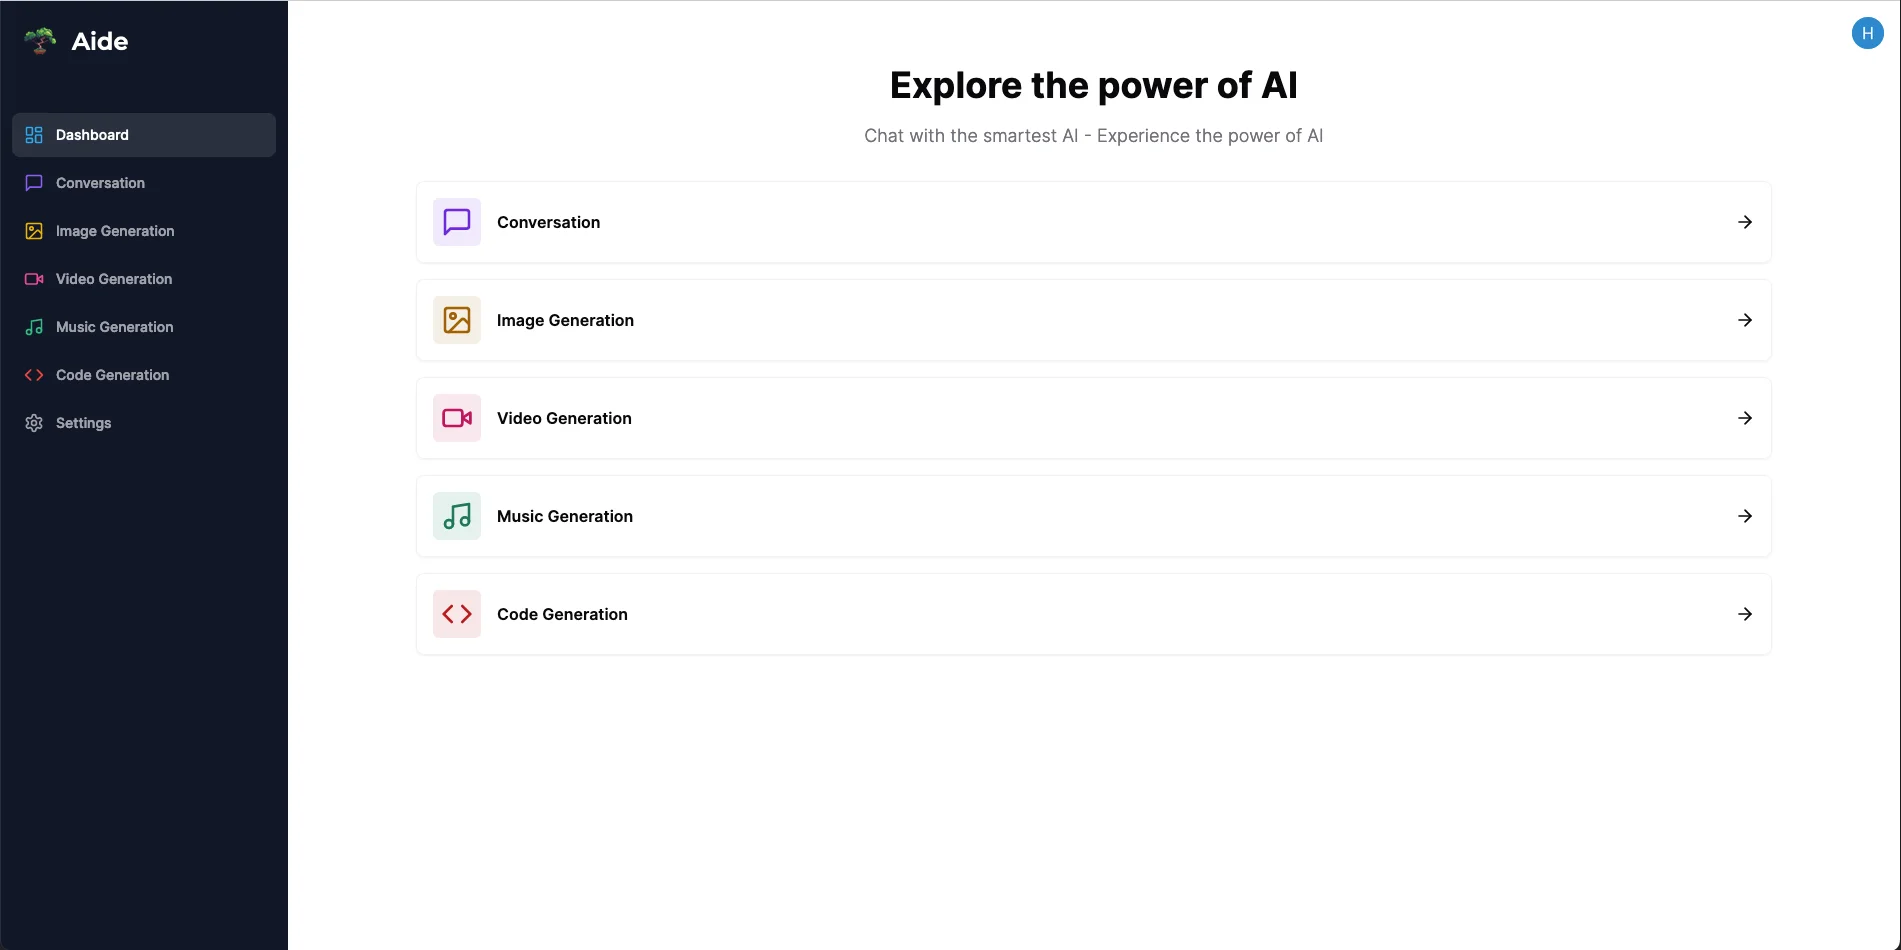 Aide
Dashboard
Conversation
Image Generation
Video Generation
Music Generation
Code Generation
Settings
H
Explore the power of AI
Chat with the smartest AI - Experience the power of AI
Conversation
Image Generation
Video Generation
Music Generation
Code Generation